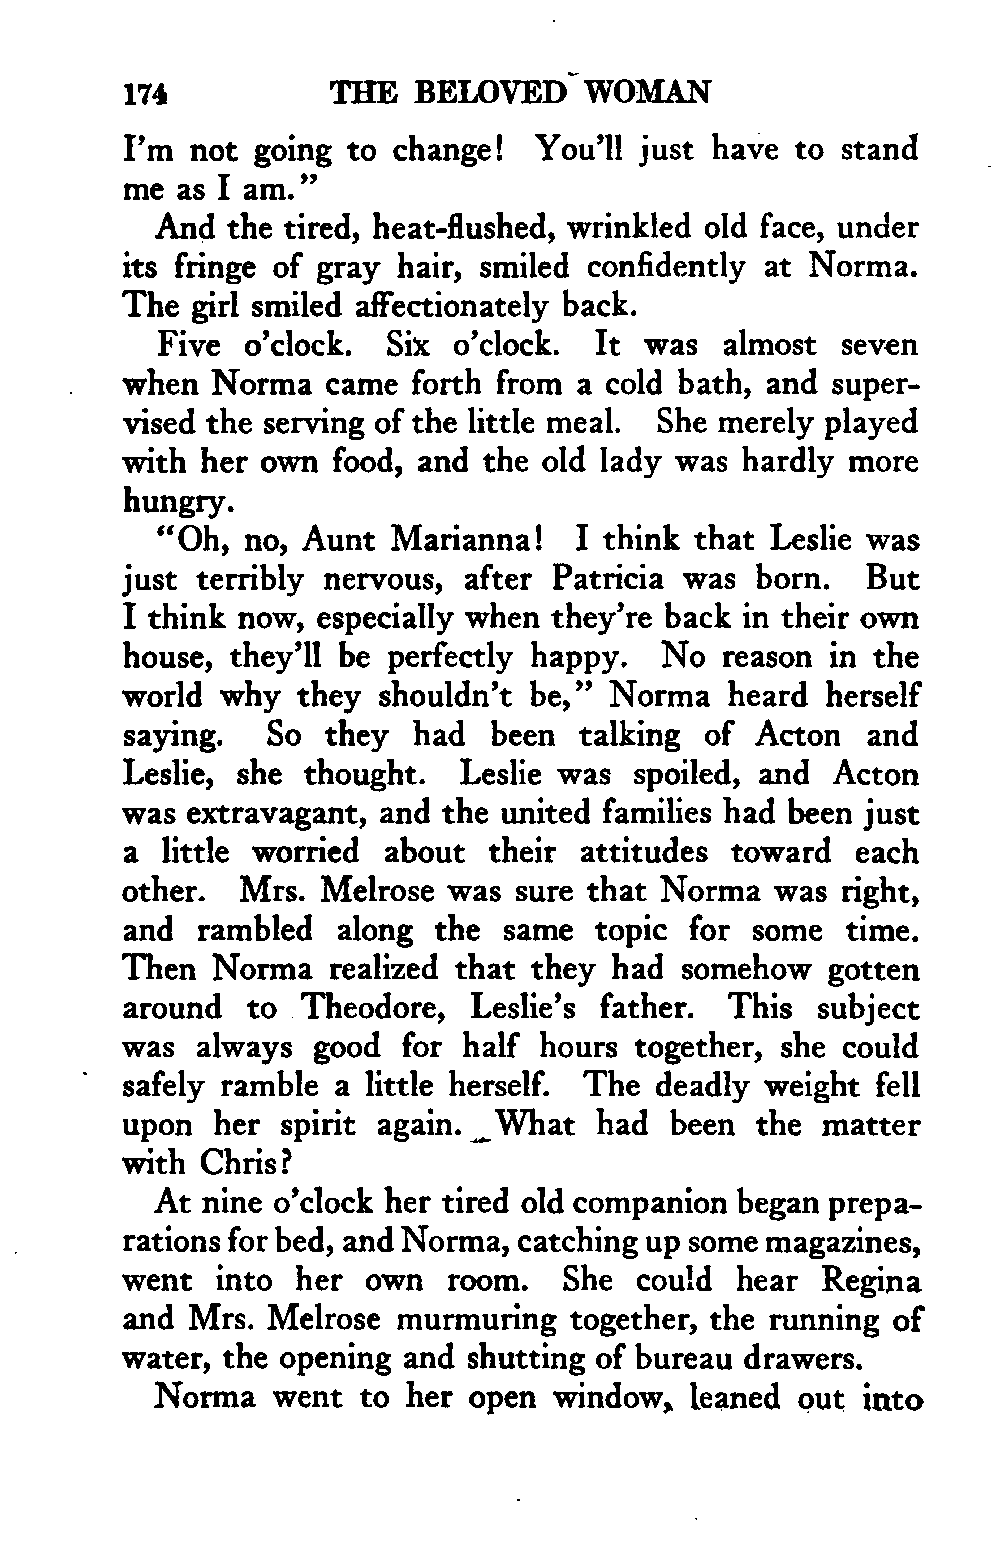 174 THE BELOVED WOMAN
I'm not going to change! You'll just have to stand
me as I am."
And the tired, heat-flushed, wrinkled old face, under
its fringe of gray hair, smiled confidently at Norma.
The girl smiled affectionately back.
Five o'clock. Six o'clock. It was almost seven
when Norma came forth from a cold bath, and super-
vised the serving of the little meal. She merely played
with her own food, and the old lady was hardly more
hungry.
"Oh, no, Aunt Marianna! I think that Leslie was
just terribly nervous, after Patricia was born. But
I think now, especially when they're back in their own
house, they'll be perfectly happy. No reason in the
world why they shouldn't be," Norma heard herself
saying. So they had been talking of Acton and
Leslie, she thought. Leslie was spoiled, and Acton
was extravagant, and the united families had been just
a little worried about their attitudes toward each
other. Mrs. Melrose was sure that Norma was right,
and rambled along the same topic for some time.
Then Norma realized that they had somehow gotten
around to Theodore, Leslie's father. This subject
was always good for half hours together, she could
safely ramble a little herself. The deadly weight fell
upon her spirit again. What had been the matter
with Chris?
At nine o'clock her tired old companion began prepa-
rations for bed, and Norma, catching up some magazines,
went into her own room. She could hear Regina
and Mrs. Melrose murmuring together, the running of
water, the opening and shutting of bureau drawers.
Norma went to her open window, leaned out into